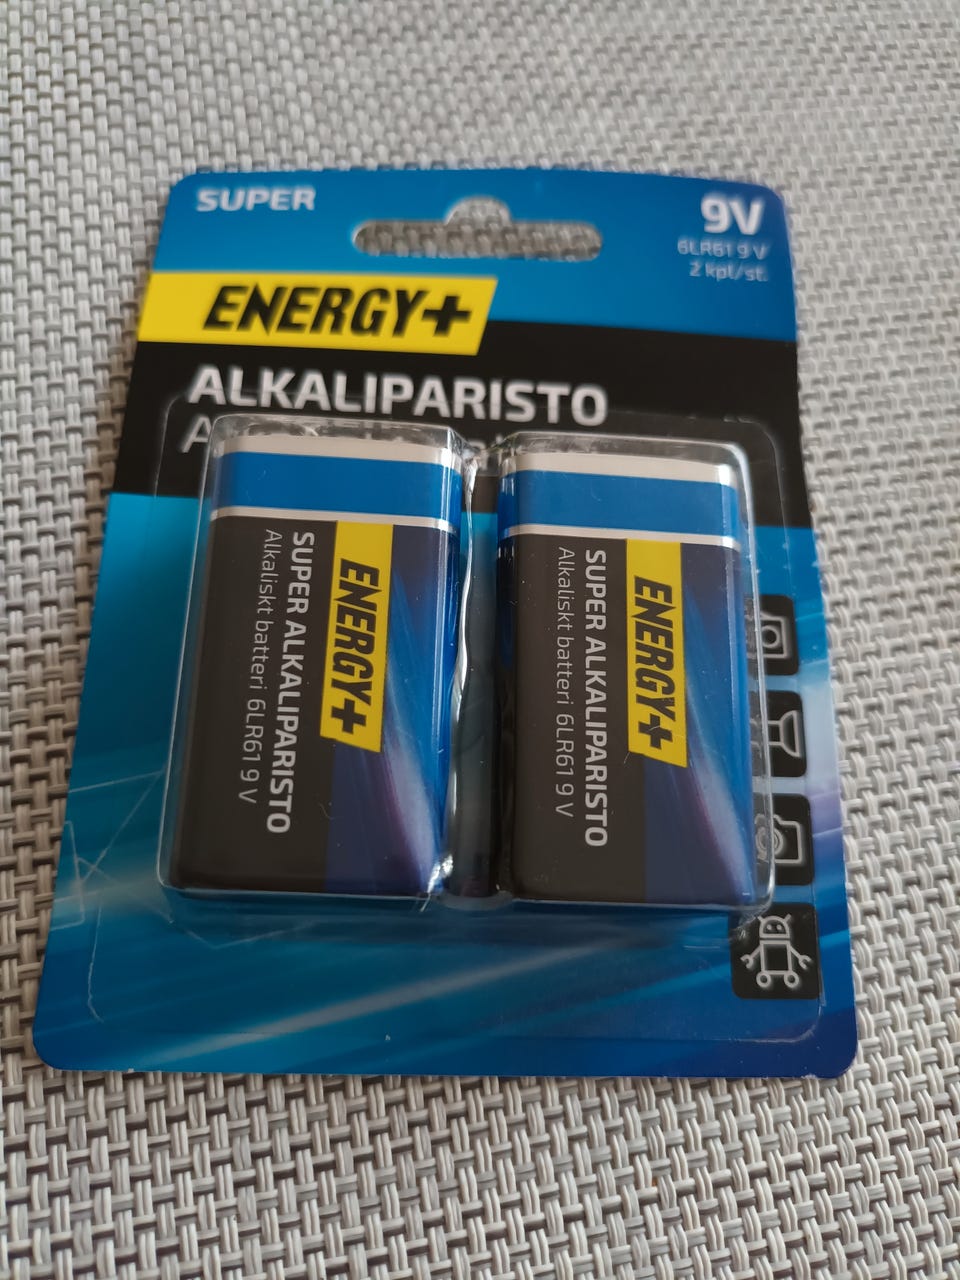 SUPER
9V
6LR61 9 V
2 kpl/st.
ENERGY+
ALKALIPARISTO
ENERGY+
SUPER ALKALIPARISTO
Alkaliskt batteri 6LR61 9 V
ENERGY+
SUPER ALKALIPARISTO
Alkaliskt batteri 6LR61 9 V